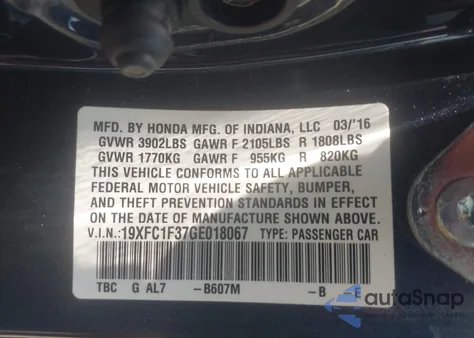 MFD. BY HONDA MFG. OF INDIANA, LLC 03/'16
GVWR 3902LBS GAWR F 2105LBS R 1808LBS
GVWR 1770KG GAWR F 955KG R 820KG
THIS VEHICLE CONFORMS TO ALL APPLICABLE
FEDERAL MOTOR VEHICLE SAFETY, BUMPER,
AND THEFT PREVENTION STANDARDS IN EFFECT
ON THE DATE OF MANUFACTURE SHOWN ABOVE.
V.I.N.:19XFC1F37GE018067 TYPE: PASSENGER CAR
TBC G AL7 –B607M –B –E
autoSnap